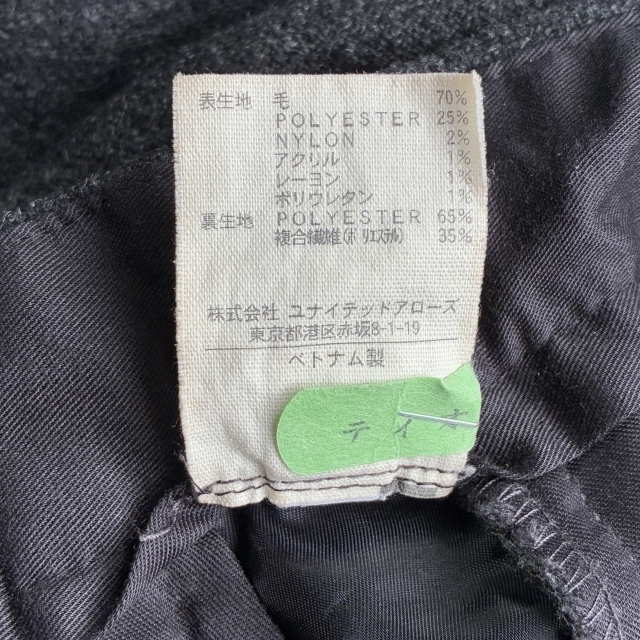 表生地 毛 70%
POLYESTER 25%
NYLON 2%
アクリル 1%
レーヨン 1%
ポリウレタン 1%
裏生地 POLYESTER 65%
複合繊維(ポリエステル) 35%
株式会社 ユナイテッドアローズ
東京都港区赤坂8-1-19
ベトナム製
テイ